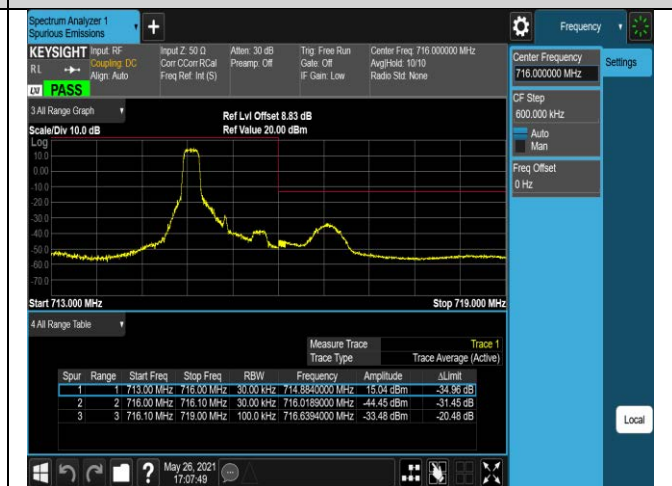 Spectrum Analyzer 1
Spurious Emissions
Frequency
KEYSIGHT
Input: RF
Input Z: 50 Ω
Atten: 30 dB
Trig: Free Run
Center Freq: 716.000000 MHz
RL
Coupling: DC
Corr CCorr RCal
Preamp: Off
Gate: Off
Avg|Hold: 10/10
Align: Auto
Freq Ref: Int (S)
IF Gain: Low
Radio Std: None
PASS
Center Frequency
716.000000 MHz
Settings
CF Step
600.000 kHz
Auto
Man
Freq Offset
0 Hz
3 All Range Graph
Ref Lvl Offset 8.83 dB
Scale/Div 10.0 dB
Ref Value 20.00 dBm
Log
10.0
0.00
-10.0
-20.0
-30.0
-40.0
-50.0
-60.0
-70.0
Start 713.000 MHz
Stop 719.000 MHz
4 All Range Table
Measure Trace Trace 1
Trace Type Trace Average (Active)
Spur Range Start Freq Stop Freq RBW Frequency Amplitude ΔLimit
1 1 713.00 MHz 716.00 MHz 30.00 kHz 714.8840000 MHz 15.04 dBm -34.96 dB
2 2 716.00 MHz 716.10 MHz 30.00 kHz 716.0189000 MHz -44.45 dBm -31.45 dB
3 3 716.10 MHz 719.00 MHz 100.0 kHz 716.6394000 MHz -33.48 dBm -20.48 dB
Local
?
May 26, 2021
17:07:49